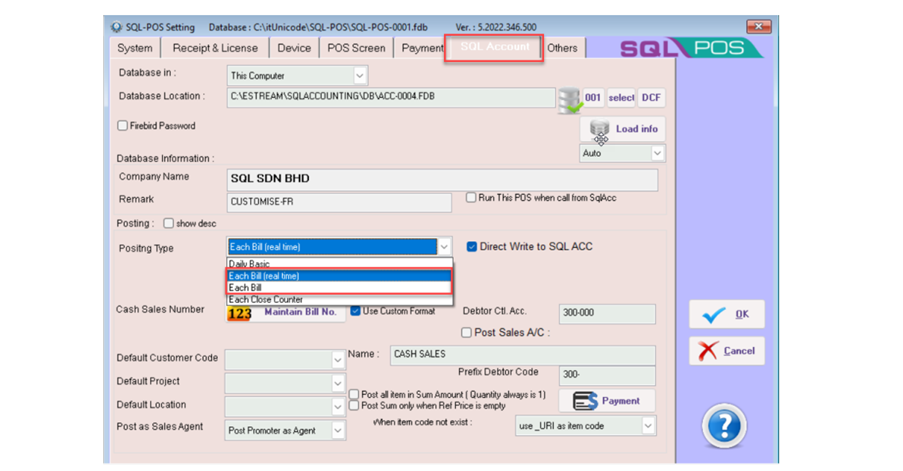 SQL-POS Setting Database : C:\itUnicode\SQL-POS\SQL-POS-0001.fdb Ver. : 5.2022.346.500
System Receipt & License Device POS Screen Payment SQL Account Others SQL POS
Database in : This Computer
Database Location : C:\ESTREAM\SQLACCOUNTING\DB\ACC-0004.FDB 001 select DCF
Firebird Password Load info
Auto
Database Information :
Company Name SQL SDN BHD
Remark CUSTOMISE-FR Run This POS when call from SqlAcc
Posting : show desc
Positng Type Each Bill (real time) Direct Write to SQL ACC
Daily Basic
Each Bill (real time)
Each Bill
Each Close Counter
Cash Sales Number 123 Maintain Bill No. Use Custom Format Debtor Ctl. Acc. 300-000 OK
Post Sales A/C :
Default Customer Code Name : CASH SALES Cancel
Prefix Debtor Code 300-
Default Project
Post all item in Sum Amount ( Quantity always is 1)
Default Location Post Sum only when Ref Price is empty Payment
When item code not exist : use _URI as item code
Post as Sales Agent Post Promoter as Agent ?